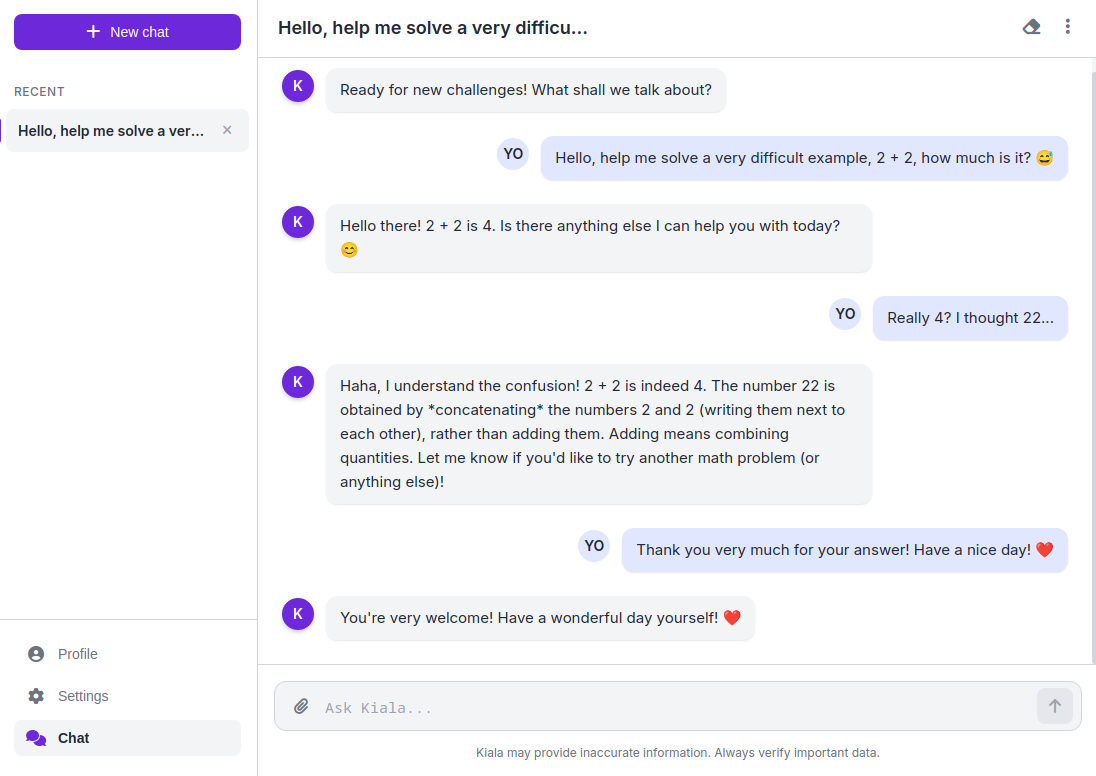 New chat
RECENT
Hello, help me solve a ver...
Profile
Settings
Chat
Hello, help me solve a very difficu...
K
Ready for new challenges! What shall we talk about?
YO
Hello, help me solve a very difficult example, 2 + 2, how much is it? 😅
K
Hello there! 2 + 2 is 4. Is there anything else I can help you with today?
😊
YO
Really 4? I thought 22...
K
Haha, I understand the confusion! 2 + 2 is indeed 4. The number 22 is
obtained by *concatenating* the numbers 2 and 2 (writing them next to
each other), rather than adding them. Adding means combining
quantities. Let me know if you'd like to try another math problem (or
anything else)!
YO
Thank you very much for your answer! Have a nice day! ❤️
K
You're very welcome! Have a wonderful day yourself! ❤️
Ask Kiala...
Kiala may provide inaccurate information. Always verify important data.